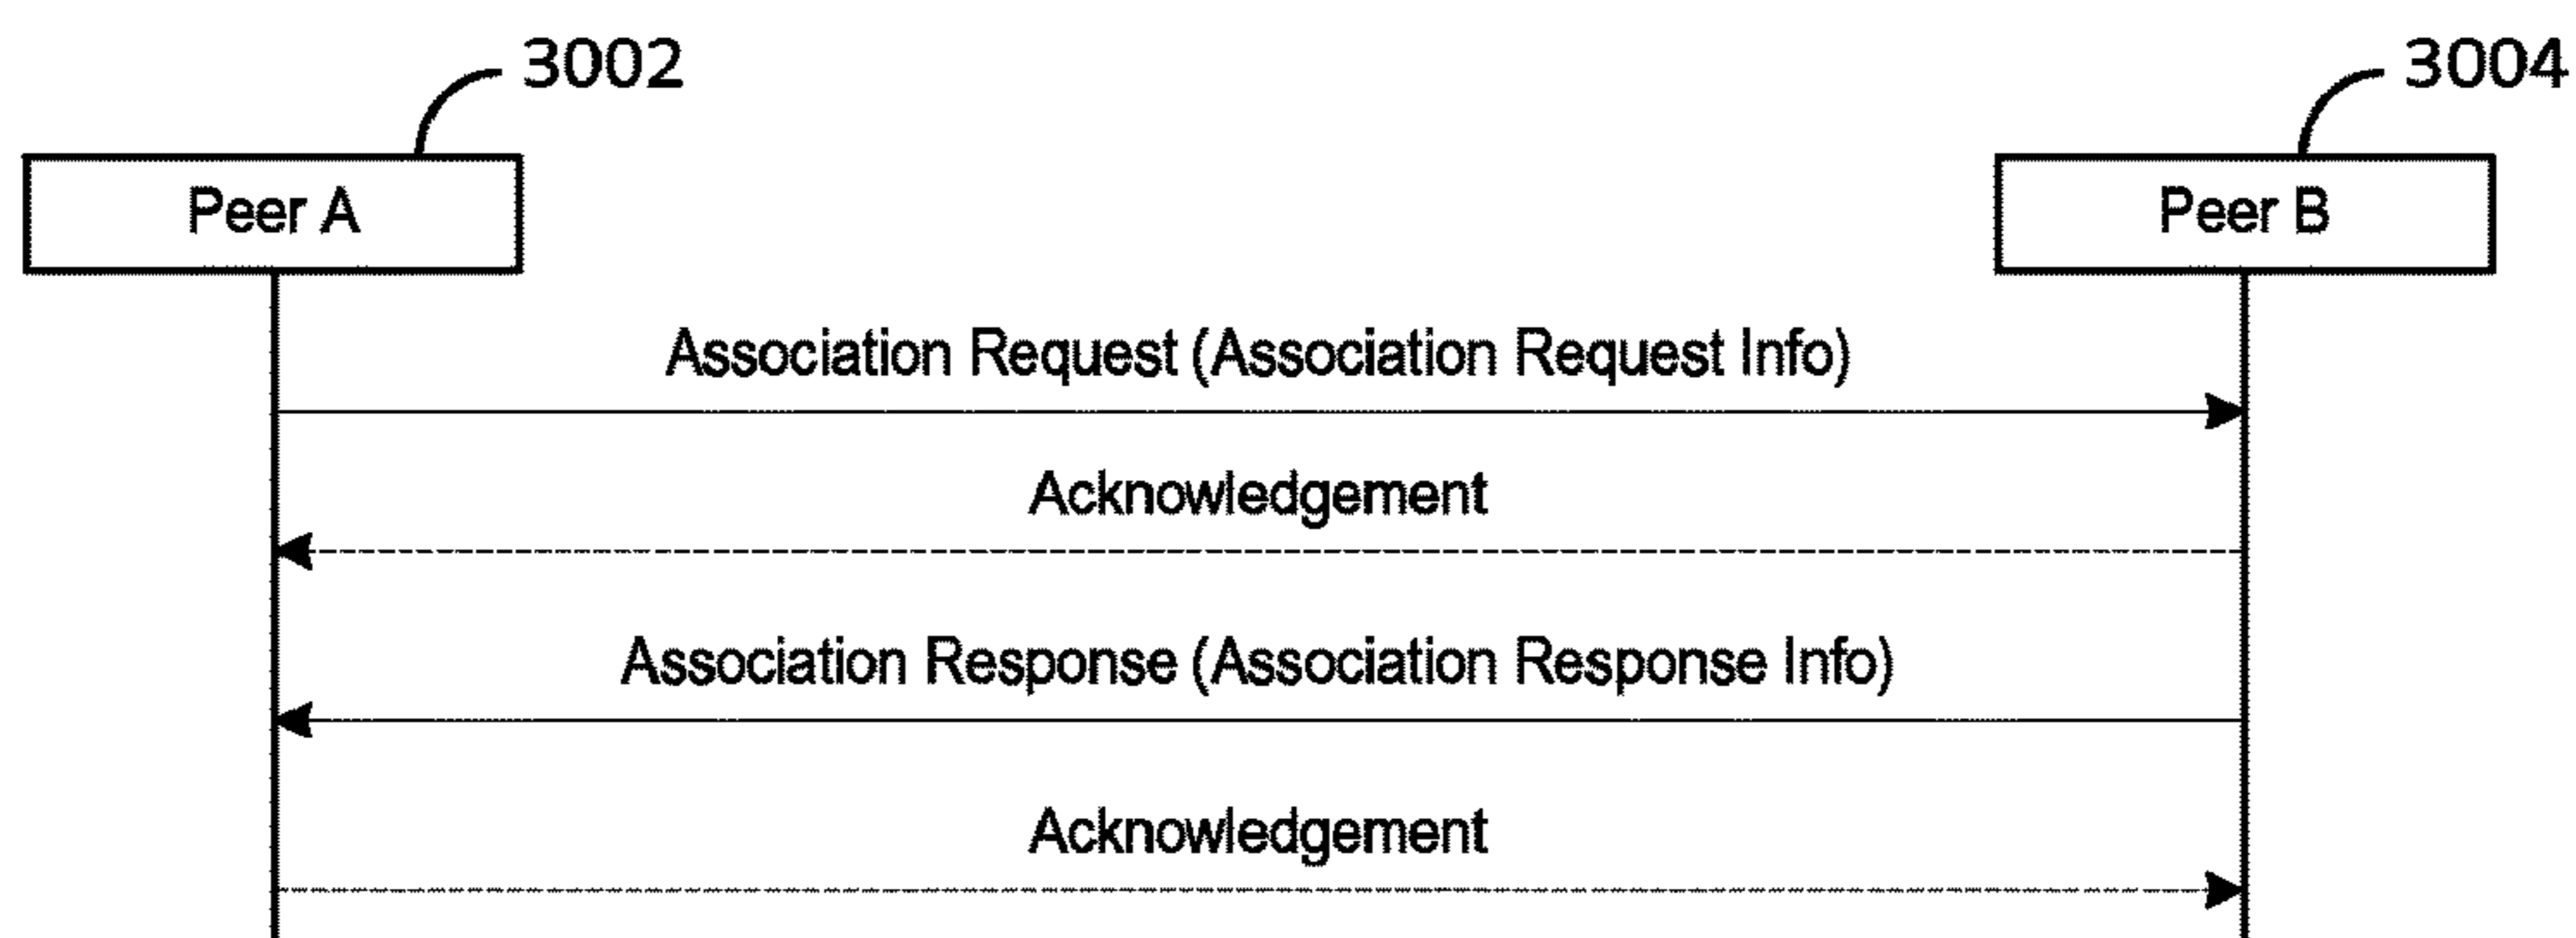 3002
3004
Peer A
Peer B
Association Request (Association Request Info)
Acknowledgement
Association Response (Association Response Info)
Acknowledgement